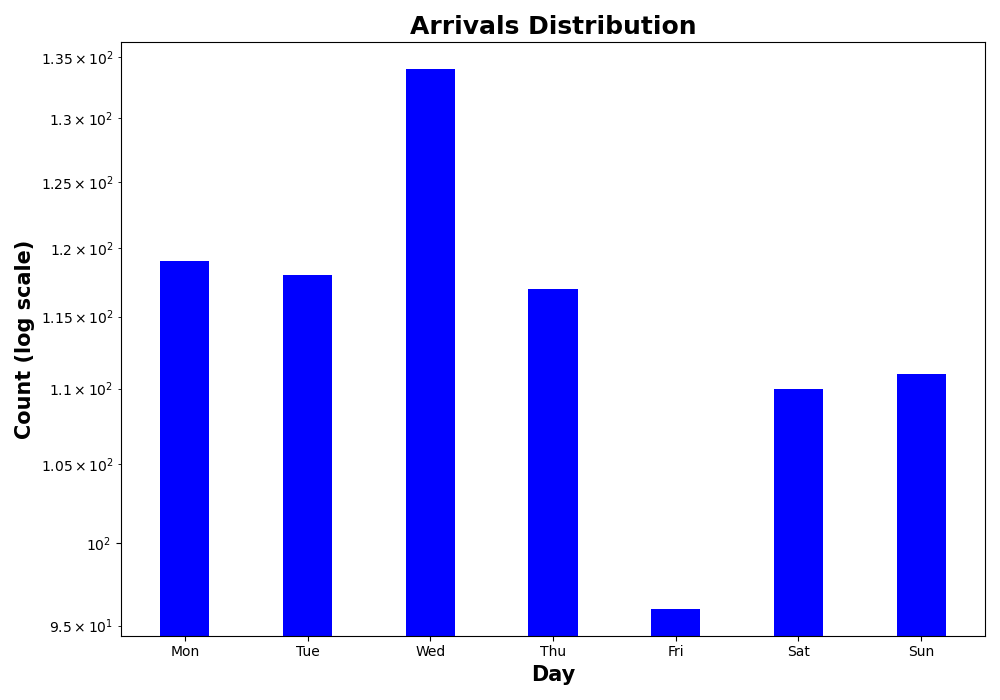 Arrivals Distribution
1.35 × 10²
1.3 × 10²
1.25 × 10²
1.2 × 10²
1.15 × 10²
1.1 × 10²
1.05 × 10²
10²
9.5 × 10¹
Count (log scale)
Mon Tue Wed Thu Fri Sat Sun
Day